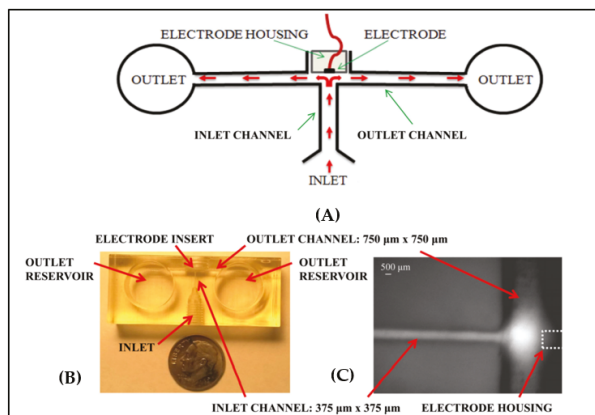 ELECTRODE HOUSING
ELECTRODE
OUTLET
OUTLET
INLET CHANNEL
OUTLET CHANNEL
INLET
(A)
ELECTRODE INSERT
OUTLET CHANNEL: 750 µm x 750 µm
OUTLET
RESERVOIR
OUTLET
RESERVOIR
500 µm
INLET
(B)
(C)
INLET CHANNEL: 375 µm x 375 µm
ELECTRODE HOUSING